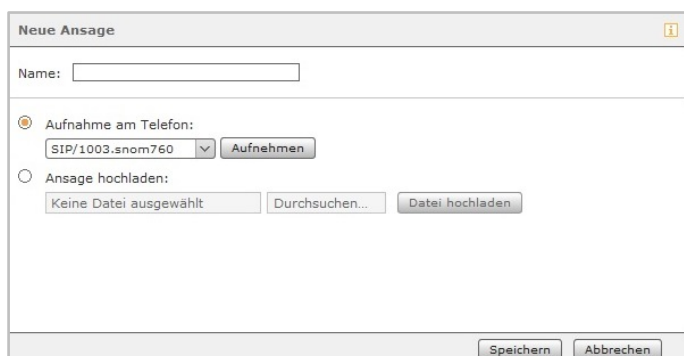 Neue Ansage
Name:
Aufnahme am Telefon:
SIP/1003.snom760 Aufnehmen
Ansage hochladen:
Keine Datei ausgewählt Durchsuchen... Datei hochladen
Speichern Abbrechen